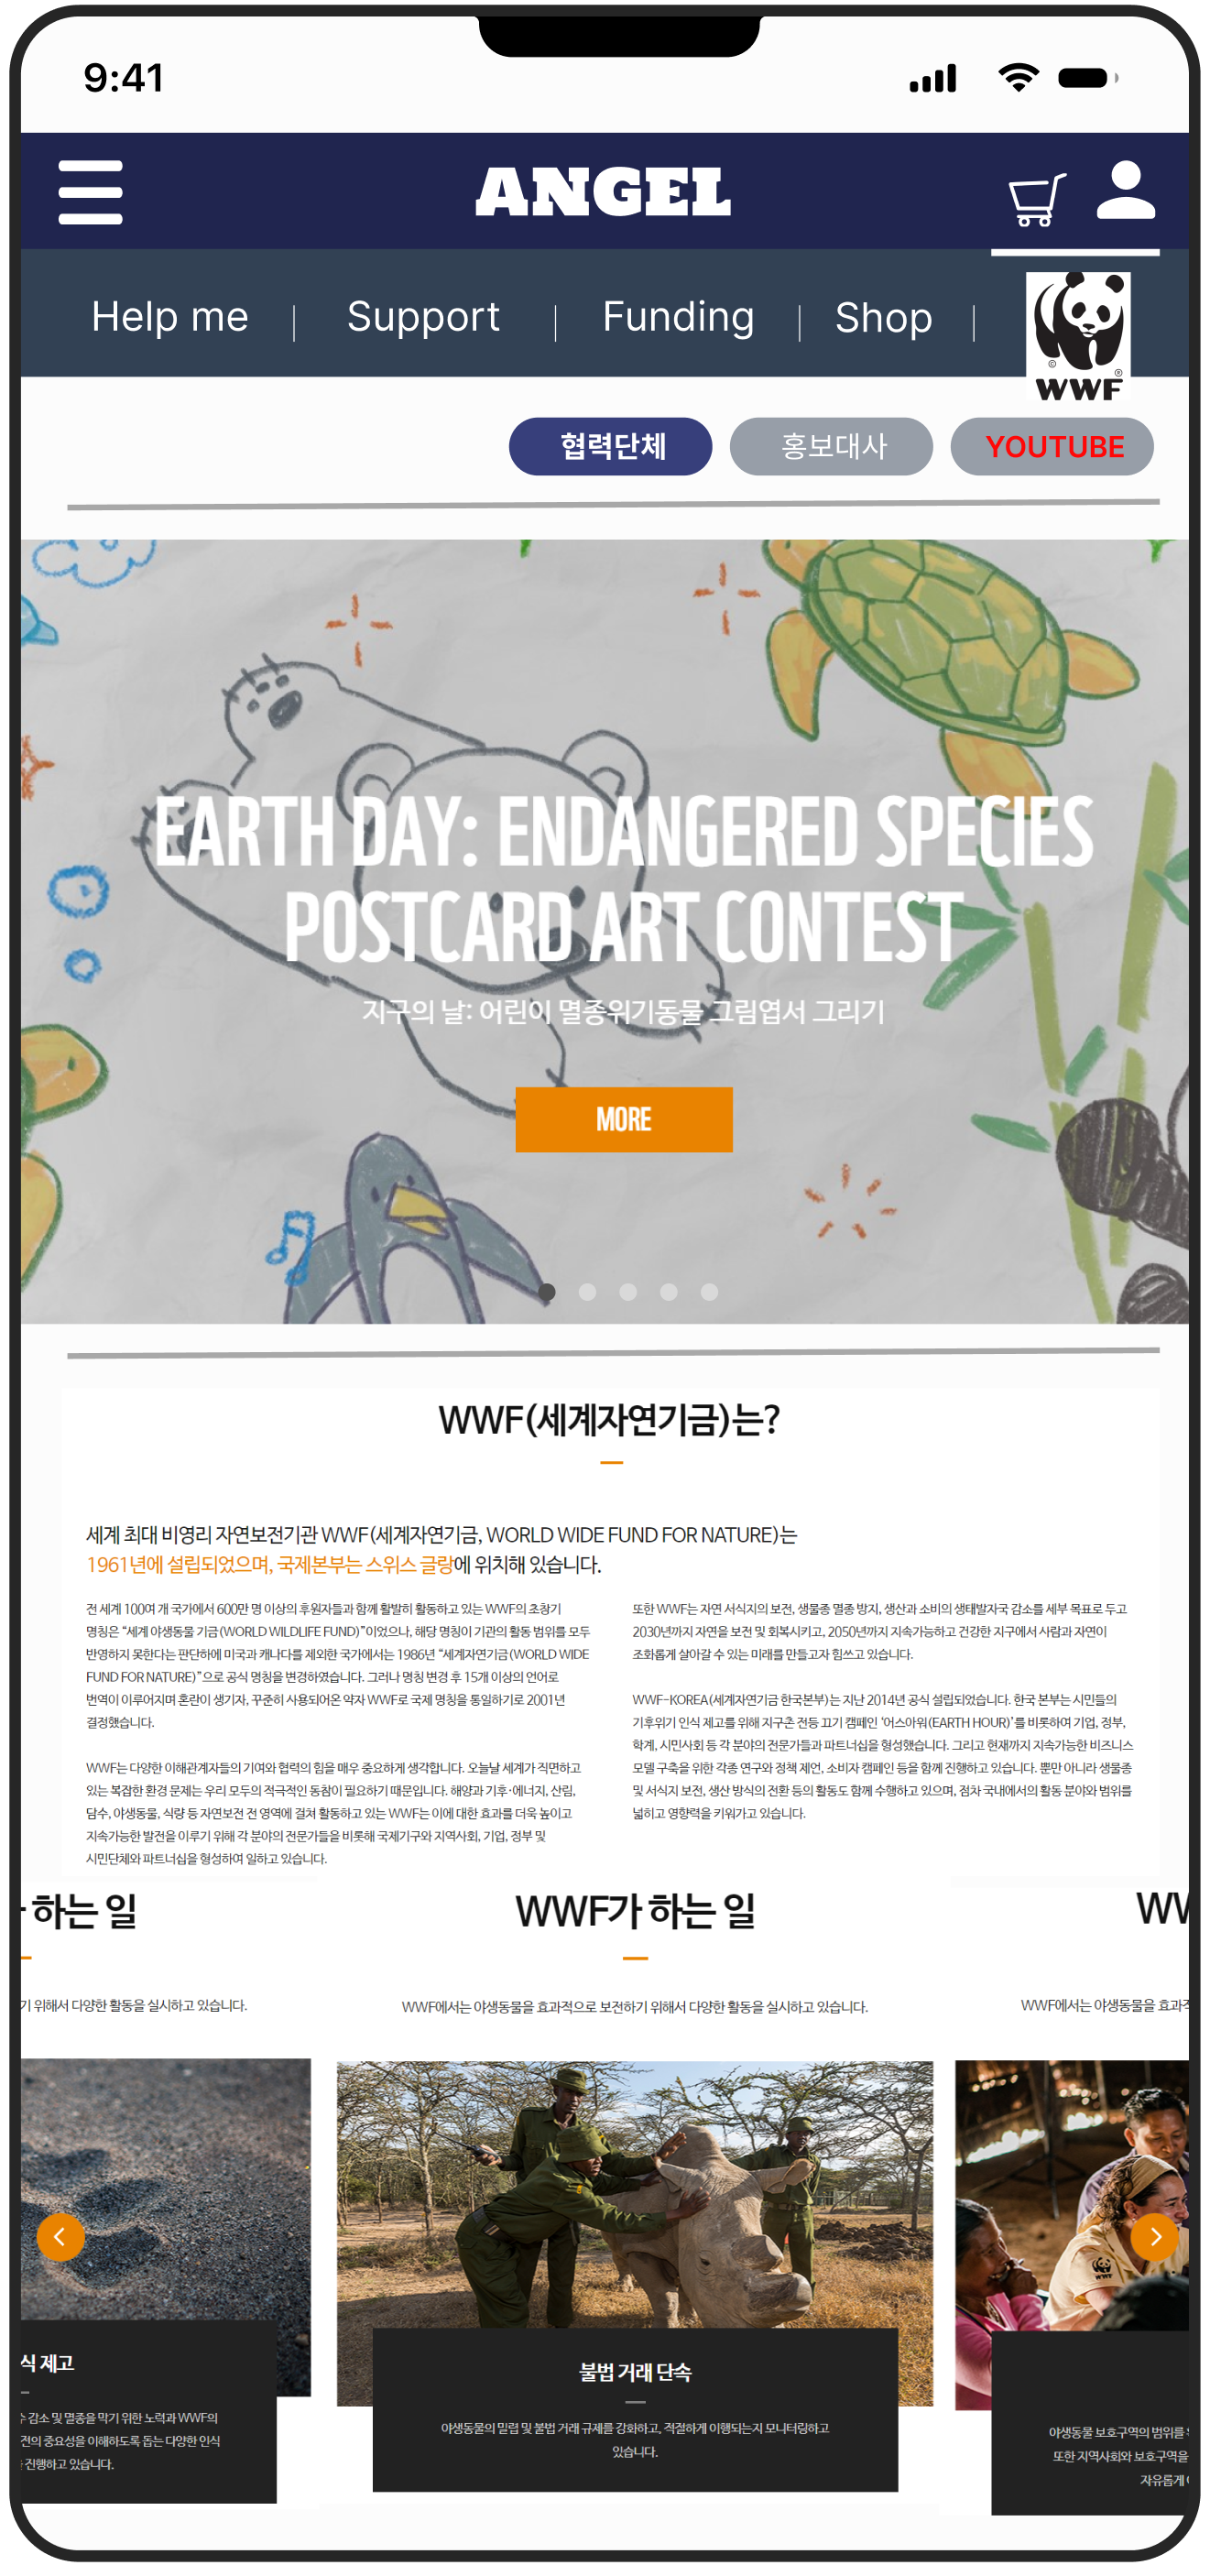 9:41
ANGEL
Help me
Support
Funding
Shop
WWF
협력단체
홍보대사
YOUTUBE
EARTH DAY: ENDANGERED SPECIES
POSTCARD ART CONTEST
지구의 날: 어린이 멸종위기동물 그림엽서 그리기
MORE
WWF(세계자연기금)는?
세계 최대 비영리 자연보전기관 WWF(세계자연기금, WORLD WIDE FUND FOR NATURE)는
1961년에 설립되었으며, 국제본부는 스위스 글랑에 위치해 있습니다.
전 세계 100여 개 국가에서 600만 명 이상의 후원자들과 함께 활발히 활동하고 있는 WWF의 초창기
명칭은 “세계 야생동물 기금(WORLD WILDLIFE FUND)”이었으나, 해당 명칭이 기관의 활동 범위를 모두
반영하지 못한다는 판단하에 미국과 캐나다를 제외한 국가에서는 1986년 “세계자연기금(WORLD WIDE
FUND FOR NATURE)”으로 공식 명칭을 변경하였습니다. 그러나 명칭 변경 후 15개 이상의 언어로
번역이 이루어지며 혼란이 생기자, 꾸준히 사용되어온 약자 WWF로 국제 명칭을 통일하기로 2001년
결정했습니다.
WWF는 다양한 이해관계자들의 기여와 협력의 힘을 매우 중요하게 생각합니다. 오늘날 세계가 직면하고
있는 복잡한 환경 문제는 우리 모두의 적극적인 동참이 필요하기 때문입니다. 해양과 기후·에너지, 산림,
담수, 야생동물, 식량 등 자연보전 전 영역에 걸쳐 활동하고 있는 WWF는 이에 대한 효과를 더욱 높이고
지속가능한 발전을 이루기 위해 각 분야의 전문가들을 비롯해 국제기구와 지역사회, 기업, 정부 및
시민단체와 파트너십을 형성하여 일하고 있습니다.
또한 WWF는 자연 서식지의 보전, 생물종 멸종 방지, 생산과 소비의 생태발자국 감소를 세부 목표로 두고
2030년까지 자연을 보전 및 회복시키고, 2050년까지 지속가능하고 건강한 지구에서 사람과 자연이
조화롭게 살아갈 수 있는 미래를 만들고자 힘쓰고 있습니다.
WWF-KOREA(세계자연기금 한국본부)는 지난 2014년 공식 설립되었습니다. 한국 본부는 시민들의
기후위기 인식 제고를 위해 지구촌 전등 끄기 캠페인 ‘어스아워(EARTH HOUR)’를 비롯하여 기업, 정부,
학계, 시민사회 등 각 분야의 전문가들과 파트너십을 형성했습니다. 그리고 현재까지 지속가능한 비즈니스
모델 구축을 위한 각종 연구와 정책 제언, 소비자 캠페인 등을 함께 진행하고 있습니다. 뿐만 아니라 생물종
및 서식지 보전, 생산 방식의 전환 등의 활동도 함께 수행하고 있으며, 점차 국내에서의 활동 분야와 범위를
넓히고 영향력을 키워가고 있습니다.
하는 일
기 위해서 다양한 활동을 실시하고 있습니다.
식 제고
감소 및 멸종을 막기 위한 노력과 WWF의
전의 중요성을 이해하도록 돕는 다양한 인식
진행하고 있습니다.
WWF가 하는 일
WWF에서는 야생동물을 효과적으로 보전하기 위해서 다양한 활동을 실시하고 있습니다.
불법 거래 단속
야생동물의 밀렵 및 불법 거래 규제를 강화하고, 적절하게 이행되는지 모니터링하고
있습니다.
WW
WWF에서는 야생동물을 효과적
야생동물 보호구역의 범위를
또한 지역사회와 보호구역을
자유롭게